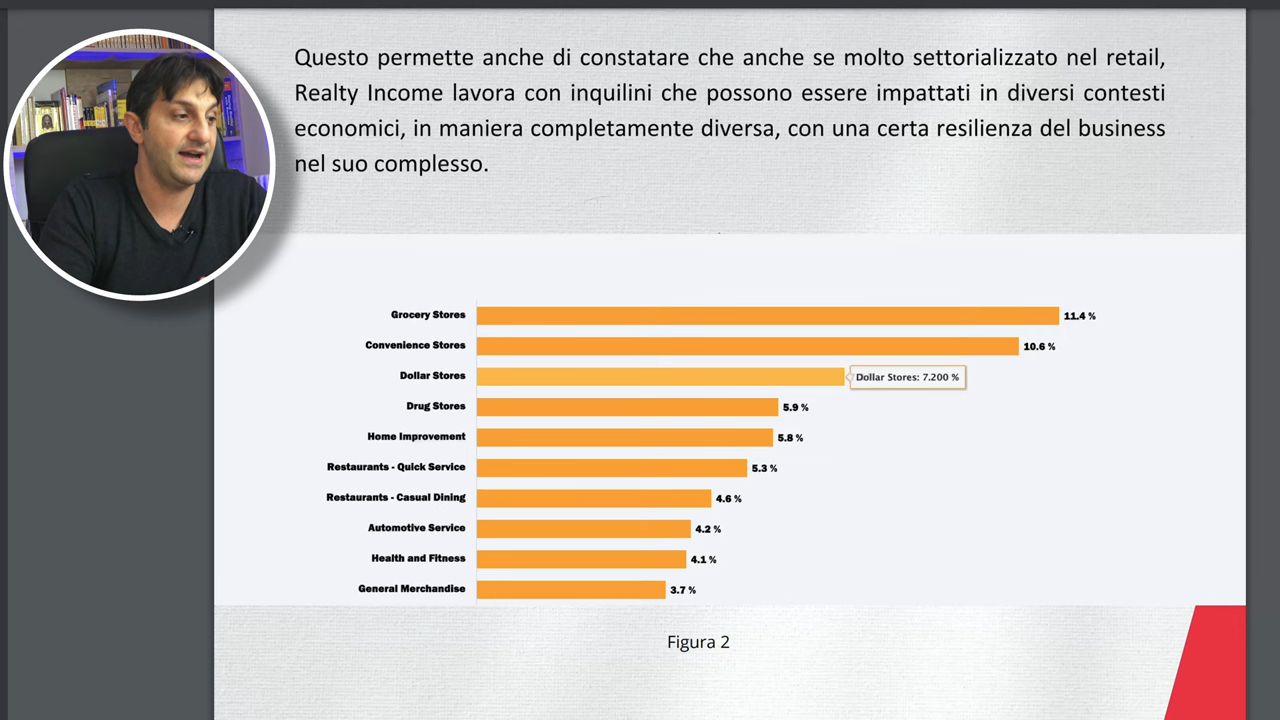 Questo permette anche di constatare che anche se molto settorializzato nel retail,
Realty Income lavora con inquilini che possono essere impattati in diversi contesti
economici, in maniera completamente diversa, con una certa resilienza del business
nel suo complesso.
Grocery Stores 11.4 %
Convenience Stores 10.6 %
Dollar Stores Dollar Stores: 7.200 %
Drug Stores 5.9 %
Home Improvement 5.8 %
Restaurants - Quick Service 5.3 %
Restaurants - Casual Dining 4.6 %
Automotive Service 4.2 %
Health and Fitness 4.1 %
General Merchandise 3.7 %
Figura 2